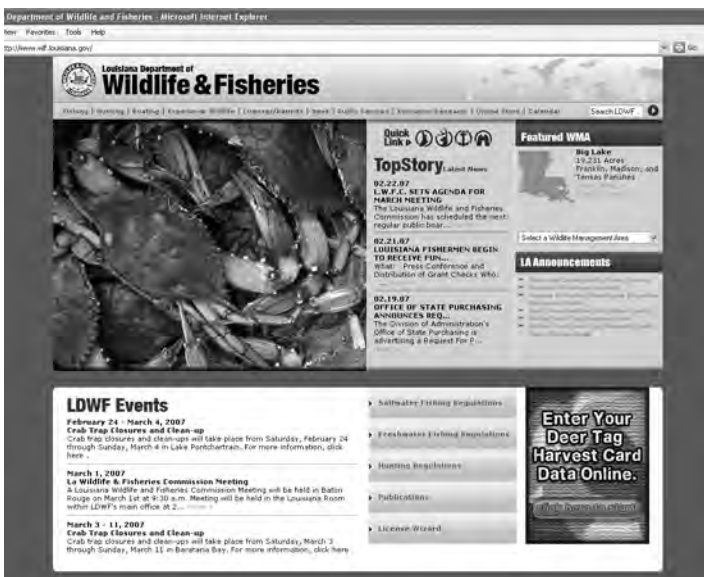 Department of Wildlife and Fisheries - Microsoft Internet Explorer
View Favorites Tools Help
ttp://www.wlf.louisiana.gov/
Go
Louisiana Department of
Wildlife & Fisheries
Fishing | Hunting | Boating | Experience Wildlife | Licenses/Permits | News | Public Services | Education/Research | Online Store | Calendar
Search LDWF
Quick
Link
TopStory Latest News
02.22.07
L.W.F.C. SETS AGENDA FOR
MARCH MEETING
The Louisiana Wildlife and Fisheries
Commission has scheduled the next
regular public hear...
02.21.07
LOUISIANA FISHERMEN BEGIN
TO RECEIVE FUN...
What: Press Conference and
Distribution of Grant Checks Who:
02.19.07
OFFICE OF STATE PURCHASING
ANNOUNCES REQ...
The Division of Administration's
Office of State Purchasing is
advertising a Request For P...
Featured WMA
Big Lake
19,231 Acres
Franklin, Madison, and
Tensas Parishes
Select a Wildlife Management Area
LA Announcements
LDWF Events
February 24 - March 4, 2007
Crab Trap Closures and Clean-up
Crab trap closures and clean-ups will take place from Saturday, February 24
through Sunday, March 4 in Lake Pontchartrain. For more information, click
here .
March 1, 2007
La Wildlife & Fisheries Commission Meeting
A Louisiana Wildlife and Fisheries Commission Meeting will be held in Baton
Rouge on March 1st at 9:30 a.m. Meeting will be held in the Louisiana Room
within LDWF's main office at 2...
March 3 - 11, 2007
Crab Trap Closures and Clean-up
Crab trap closures and clean-ups will take place from Saturday, March 3
through Sunday, March 11 in Barataria Bay. For more information, click here
Saltwater Fishing Regulations
Freshwater Fishing Regulations
Hunting Regulations
Publications
License Wizard
Enter Your
Deer Tag
Harvest Card
Data Online.
click here to start